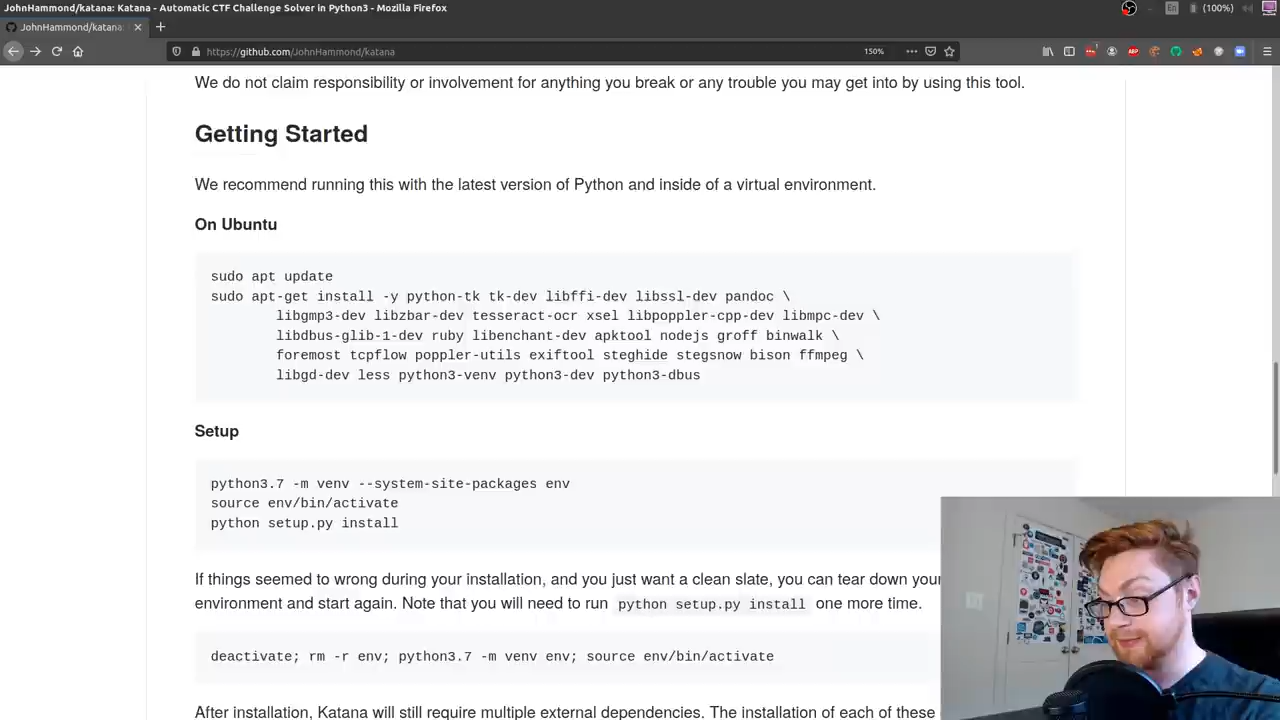 JohnHammond/katana: Katana - Automatic CTF Challenge Solver in Python3 - Mozilla Firefox
En
(100%)
JohnHammond/katana:
https://github.com/JohnHammond/katana
150%
ABP
We do not claim responsibility or involvement for anything you break or any trouble you may get into by using this tool.
Getting Started
We recommend running this with the latest version of Python and inside of a virtual environment.
On Ubuntu
sudo apt update
sudo apt-get install -y python-tk tk-dev libffi-dev libssl-dev pandoc \
libgmp3-dev libzbar-dev tesseract-ocr xsel libpoppler-cpp-dev libmpc-dev \
libdbus-glib-1-dev ruby libenchant-dev apktool nodejs groff binwalk \
foremost tcpflow poppler-utils exiftool steghide stegsnow bison ffmpeg \
libgd-dev less python3-venv python3-dev python3-dbus
Setup
python3.7 -m venv --system-site-packages env
source env/bin/activate
python setup.py install
If things seemed to wrong during your installation, and you just want a clean slate, you can tear down your
environment and start again. Note that you will need to run python setup.py install one more time.
deactivate; rm -r env; python3.7 -m venv env; source env/bin/activate
After installation, Katana will still require multiple external dependencies. The installation of each of these